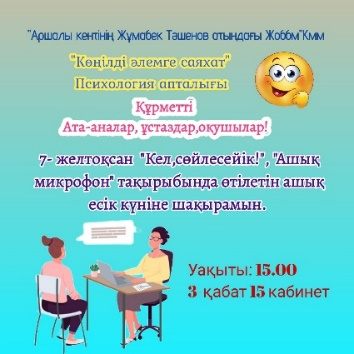 "Аршалы кентінің Жұмабек Ташенов атындағы Жоббм"Кмм
"Көңілді әлемге саяхат"
Психология апталығы
Құрметті
Ата-аналар, ұстаздар,оқушылар!
7- желтоқсан "Кел,сөйлесейік!", "Ашық
микрофон" тақырыбында өтілетін ашық
есік күніне шақырамын.
Уақыты: 15.00
3 қабат 15 кабинет